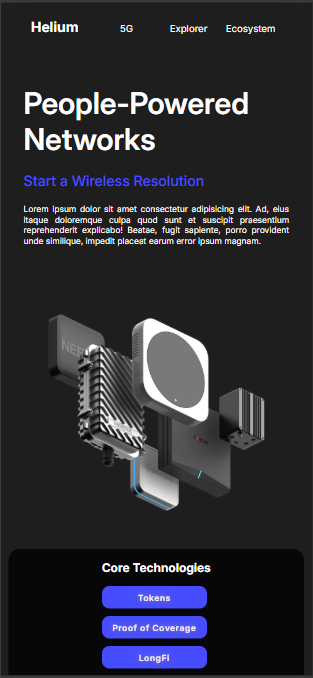 Helium 5G Explorer Ecosystem
People-Powered
Networks
Start a Wireless Resolution
Lorem ipsum dolor sit amet consectetur adipisicing elit. Ad, eius
itaque doloremque culpa quod sunt et suscipit praesentium
reprehenderit explicabo! Beatae, fugit sapiente, porro provident
unde similique, impedit placeat earum error ipsum magnam.
Core Technologies
Tokens
Proof of Coverage
LongFi